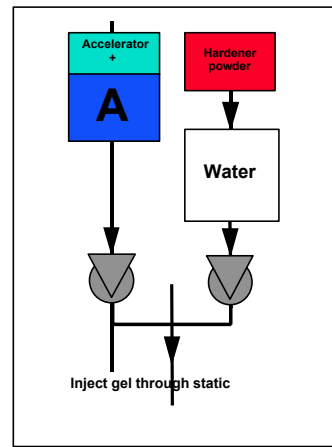 Accelerator
+
A
Hardener
powder
Water
Inject gel through static